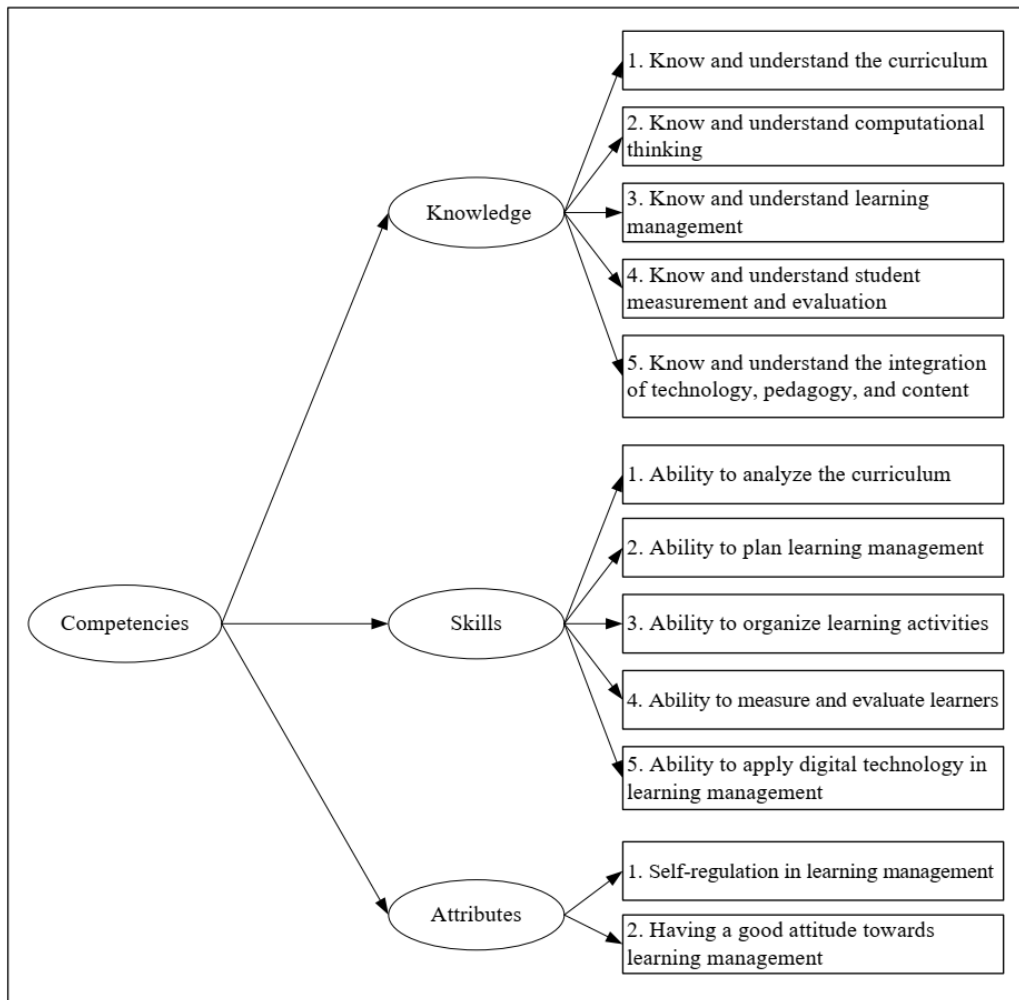 Competencies
Knowledge
1. Know and understand the curriculum
2. Know and understand computational
thinking
3. Know and understand learning
management
4. Know and understand student
measurement and evaluation
5. Know and understand the integration
of technology, pedagogy, and content
Skills
1. Ability to analyze the curriculum
2. Ability to plan learning management
3. Ability to organize learning activities
4. Ability to measure and evaluate learners
5. Ability to apply digital technology in
learning management
Attributes
1. Self-regulation in learning management
2. Having a good attitude towards
learning management